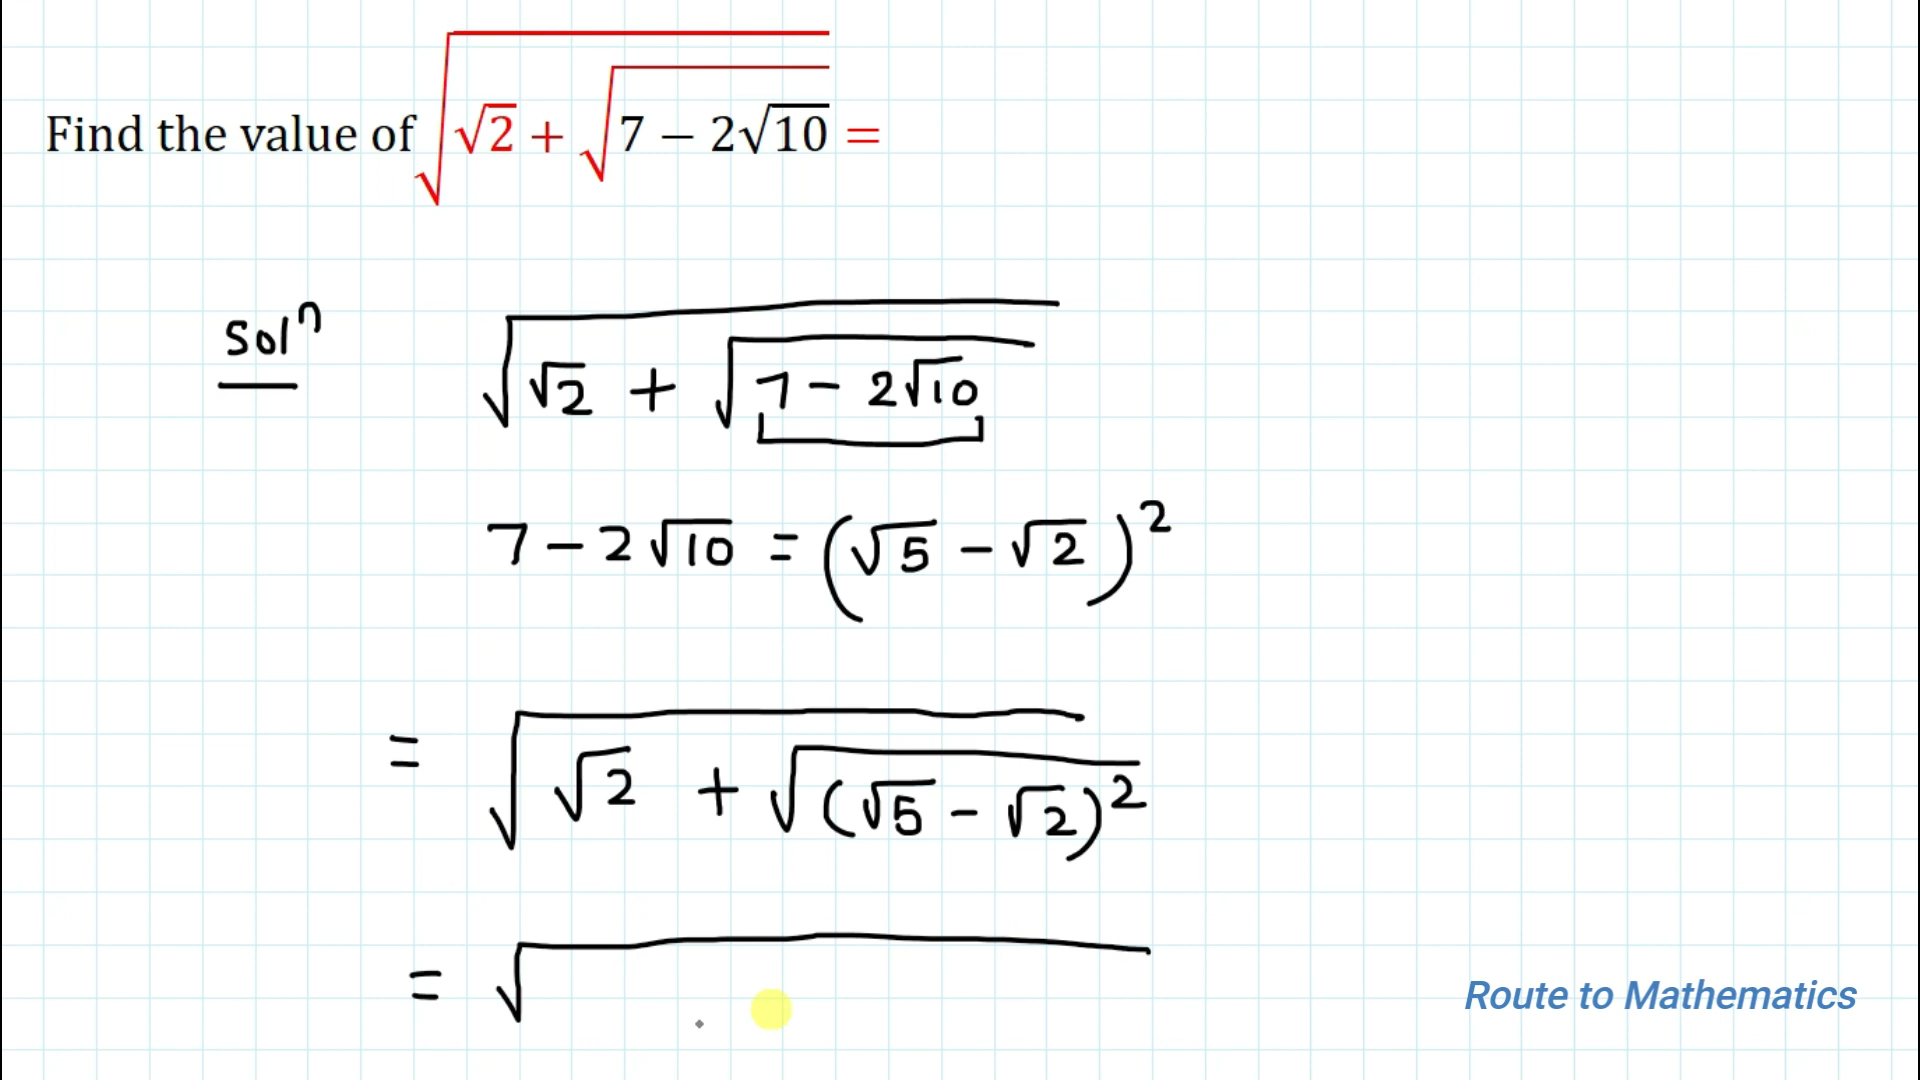 Find the value of √(√2 + √(7 − 2√10)) =
Solⁿ
√(√2 + √(7 − 2√10))
7 − 2√10 = (√5 − √2)²
= √(√2 + √((√5 − √2)²))
= √
Route to Mathematics